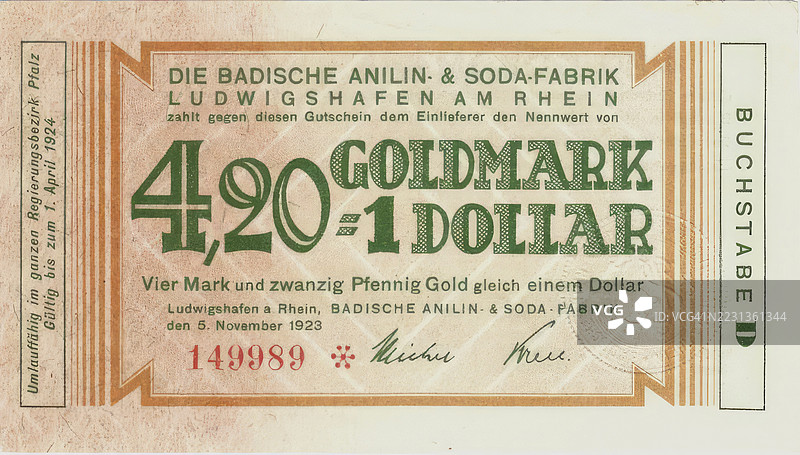 Umlauffähig im ganzen Regierungsbezirk Pfalz
Gültig bis zum 1. April 1924
DIE BADISCHE ANILIN- & SODA-FABRIK
LUDWIGSHAFEN AM RHEIN
zahlt gegen diesen Gutschein dem Einlieferer den Nennwert von
4,20 GOLDMARK
=1 DOLLAR
Vier Mark und zwanzig Pfennig Gold gleich einem Dollar
Ludwigshafen a Rhein, BADISCHE ANILIN- & SODA-FABRIK
den 5. November 1923
149989
BUCHSTABE D
VCG ID: VCG442231361344